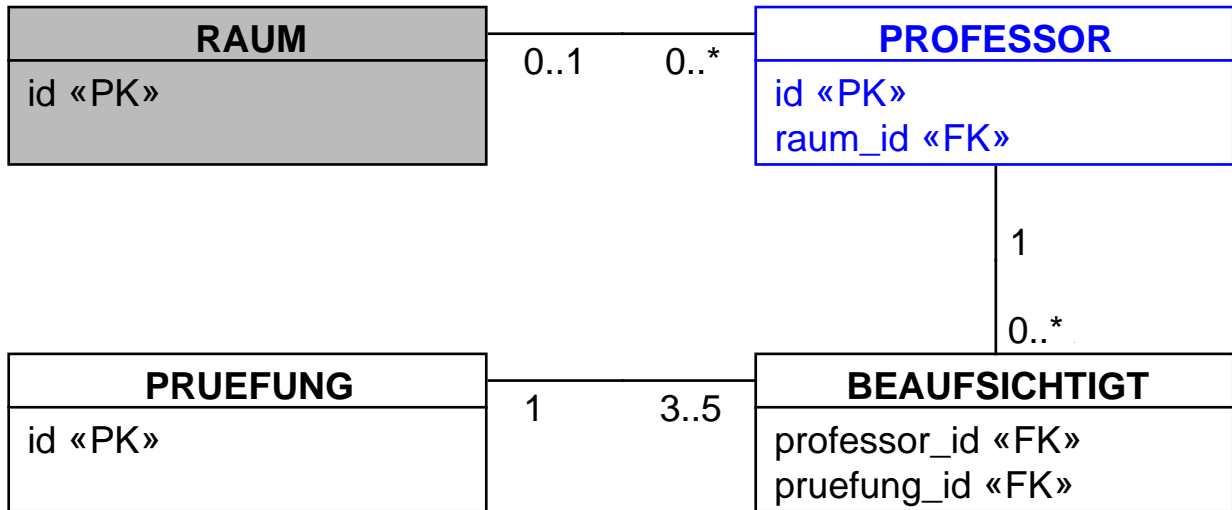 RAUM
id «PK»
0..1
0..*
PROFESSOR
id «PK»
raum_id «FK»
1
0..*
PRUEFUNG
id «PK»
1
3..5
BEAUFSICHTIGT
professor_id «FK»
pruefung_id «FK»